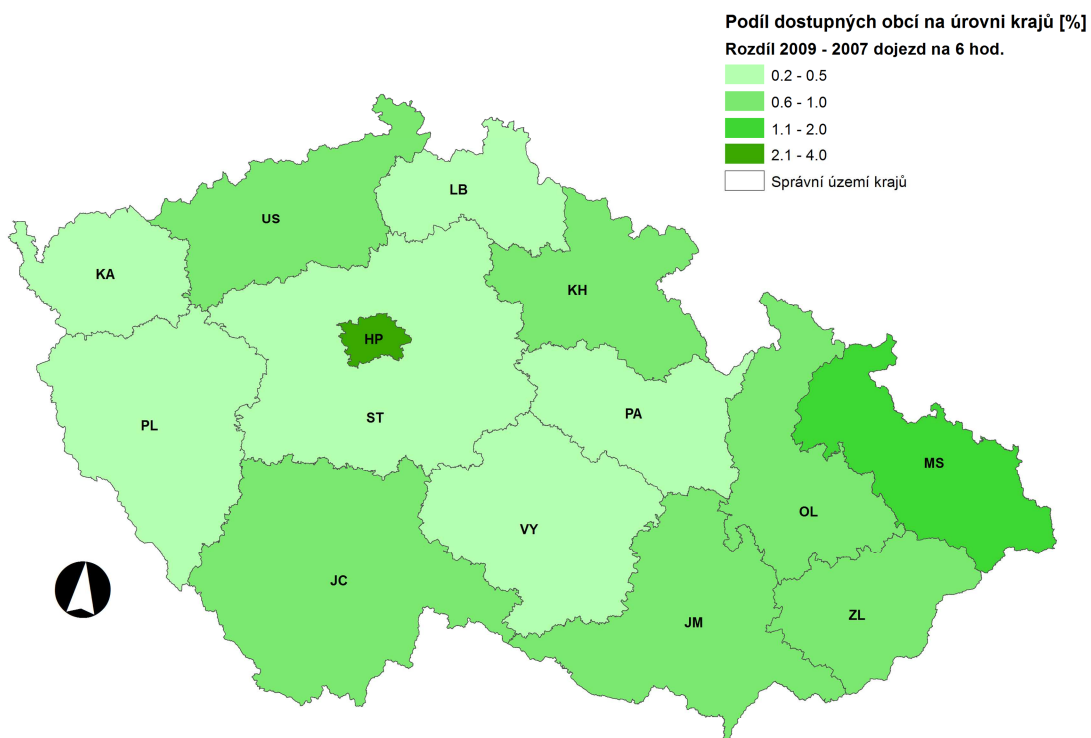 Podíl dostupných obcí na úrovni krajů [%]
Rozdíl 2009 - 2007 dojezd na 6 hod.
0.2 - 0.5
0.6 - 1.0
1.1 - 2.0
2.1 - 4.0
Správní území krajů
LB
US
KA
KH
HP
PA
ST
PL
MS
OL
VY
JC
ZL
JM